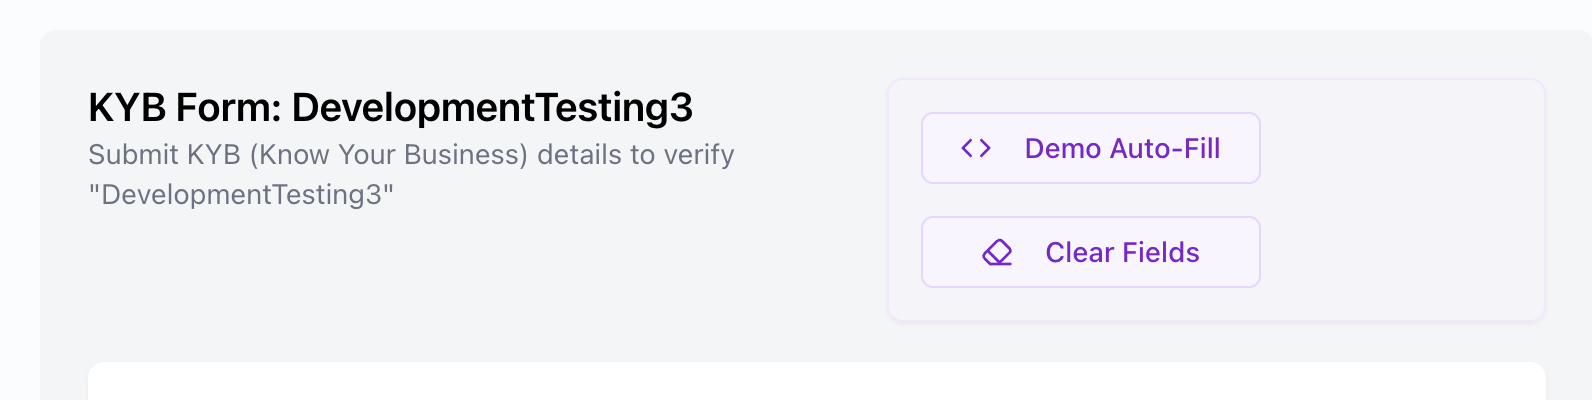 KYB Form: DevelopmentTesting3
Submit KYB (Know Your Business) details to verify
"DevelopmentTesting3"
Demo Auto-Fill
Clear Fields